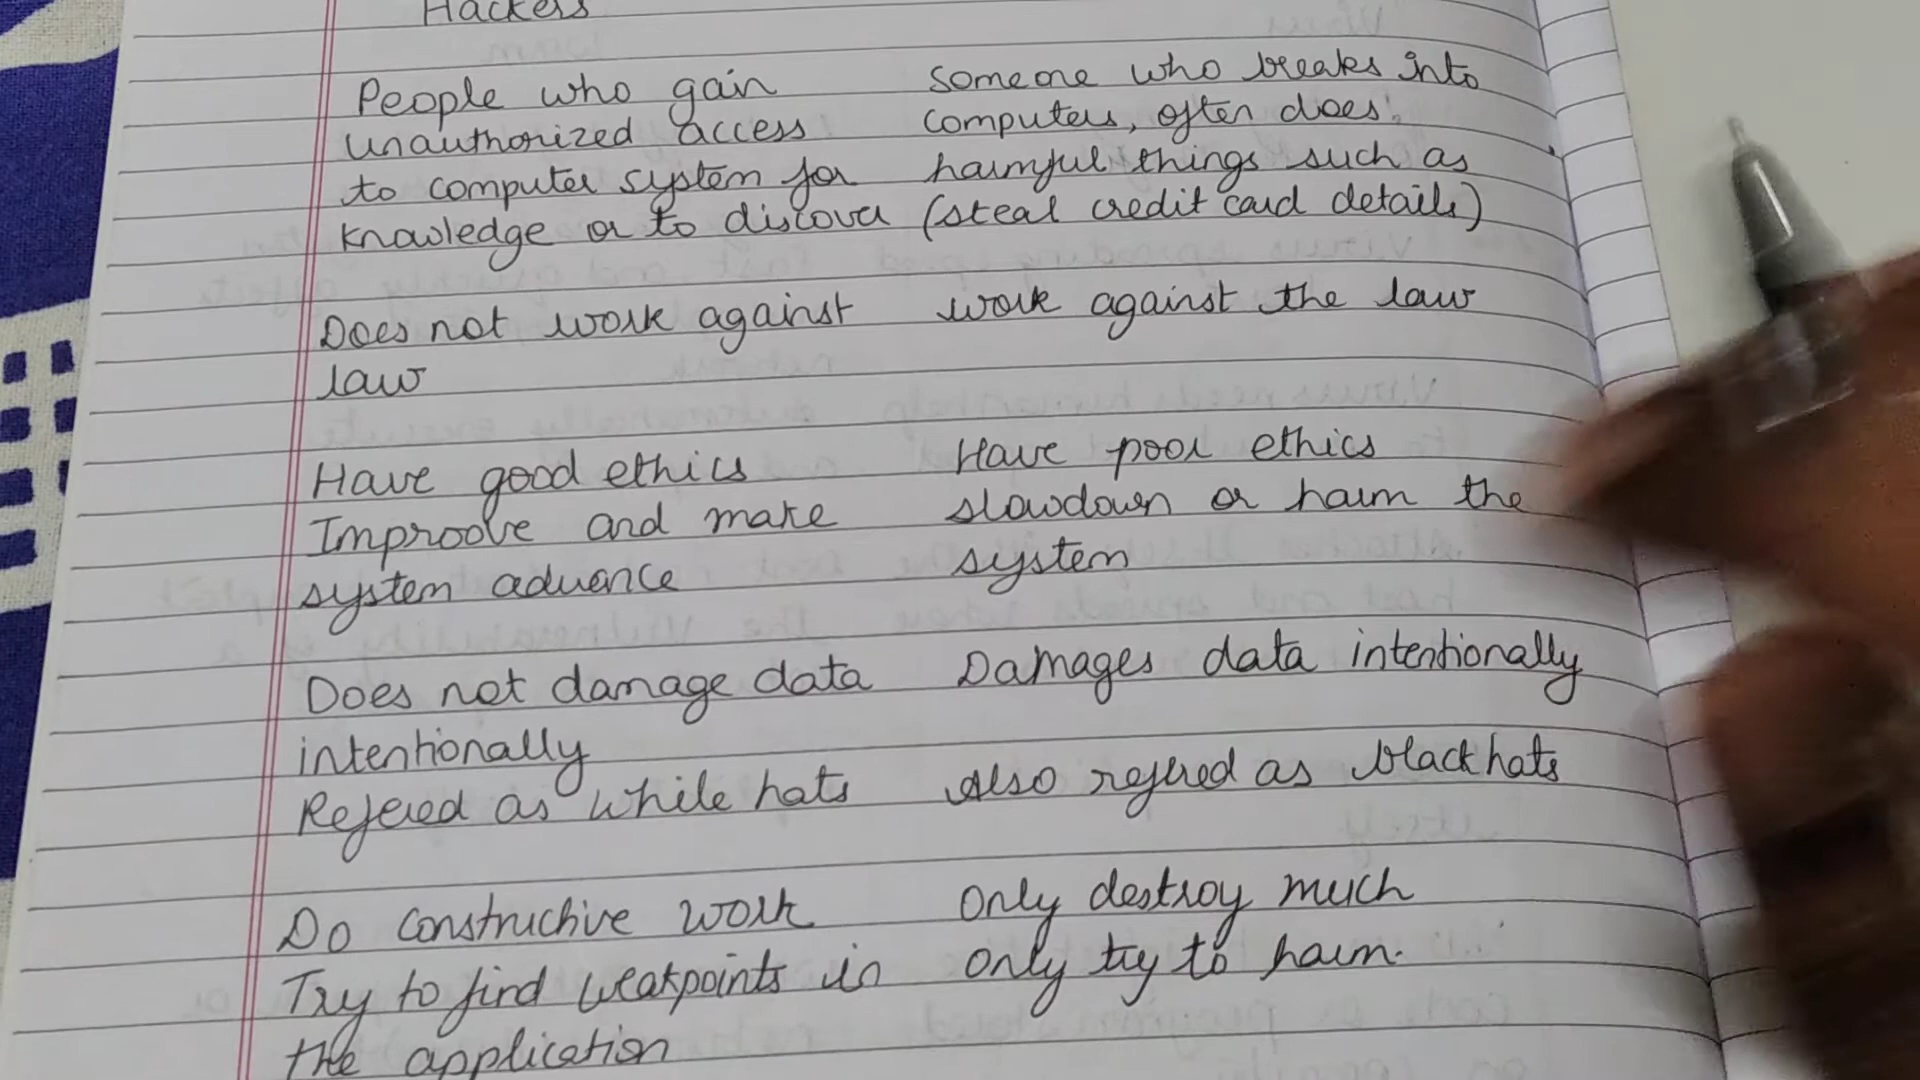 Hackers
People who gain
unauthorized access
to computer system for
knowledge or to discover
Does not work against
law
Have good ethics
Improove and make
system advance
Does not damage data
intentionally
Refered as while hats
Do constructive work
Try to find weakpoints in
the application
Someone who breaks into
computers, often does
harmful things such as
(steal credit card details)
work against the law
Have poor ethics
slowdown or harm the
system
Damages data intentionally
Also refered as black hats
Only destroy much
only try to harm.